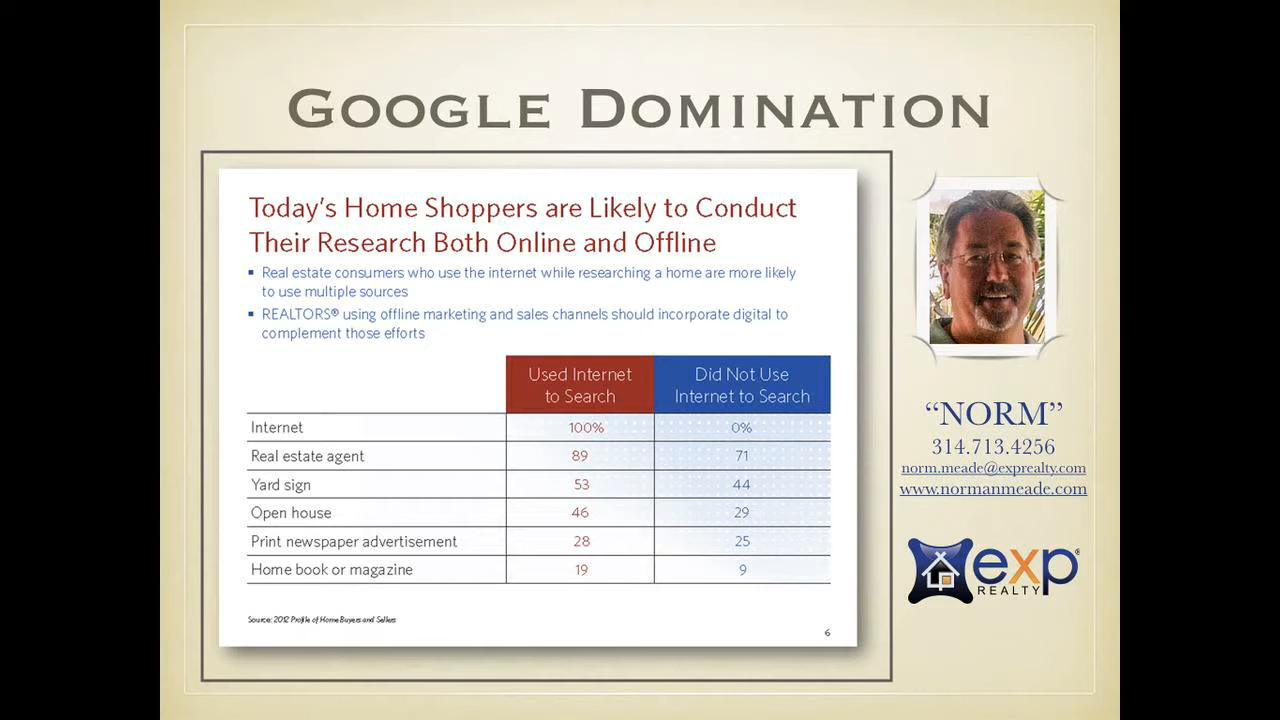 GOOGLE DOMINATION
Today's Home Shoppers are Likely to Conduct
Their Research Both Online and Offline
▪ Real estate consumers who use the internet while researching a home are more likely
to use multiple sources
▪ REALTORS® using offline marketing and sales channels should incorporate digital to
complement those efforts
Used Internet
to Search
Did Not Use
Internet to Search
Internet 100% 0%
Real estate agent 89 71
Yard sign 53 44
Open house 46 29
Print newspaper advertisement 28 25
Home book or magazine 19 9
Source: 2012 Profile of Home Buyers and Sellers
6
“NORM”
314.713.4256
norm.meade@exprealty.com
www.normanmeade.com
exp®
REALTY